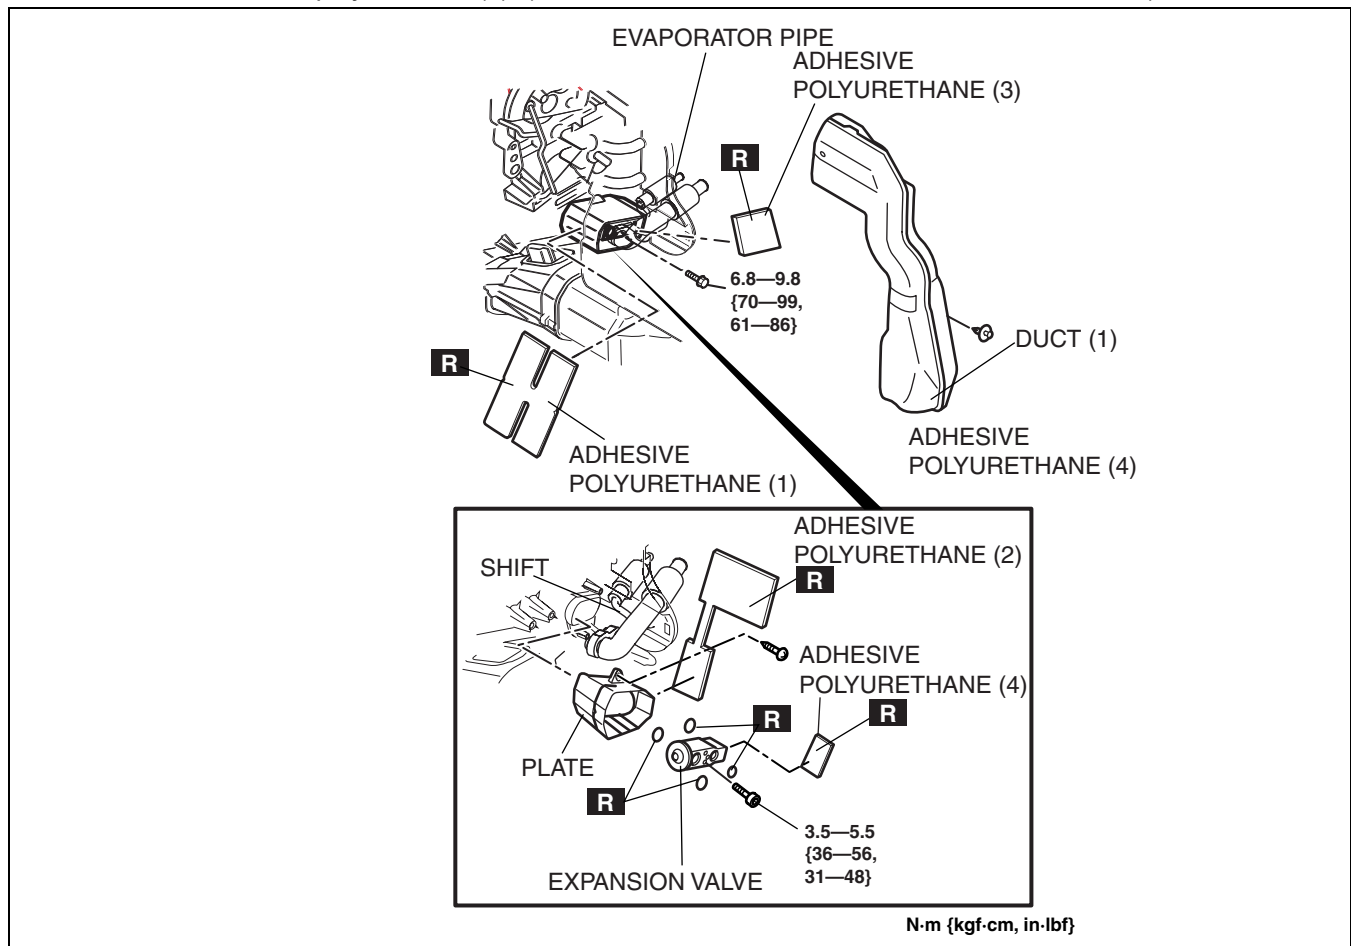 EVAPORATOR PIPE
ADHESIVE
POLYURETHANE (3)
R
6.8—9.8
{70—99,
61—86}
DUCT (1)
R
ADHESIVE
POLYURETHANE (1)
ADHESIVE
POLYURETHANE (4)
ADHESIVE
POLYURETHANE (2)
SHIFT
R
ADHESIVE
POLYURETHANE (4)
R
R
PLATE
R
3.5—5.5
{36—56,
31—48}
EXPANSION VALVE
N·m {kgf·cm, in·lbf}